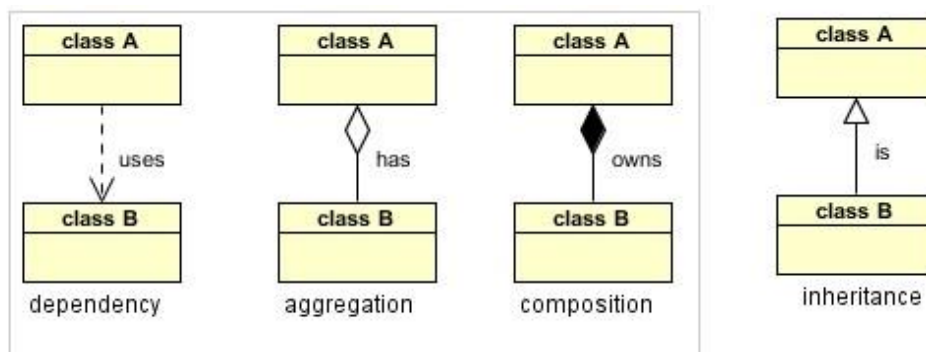 class A
uses
class B
dependency
class A
has
class B
aggregation
class A
owns
class B
composition
class A
is
class B
inheritance